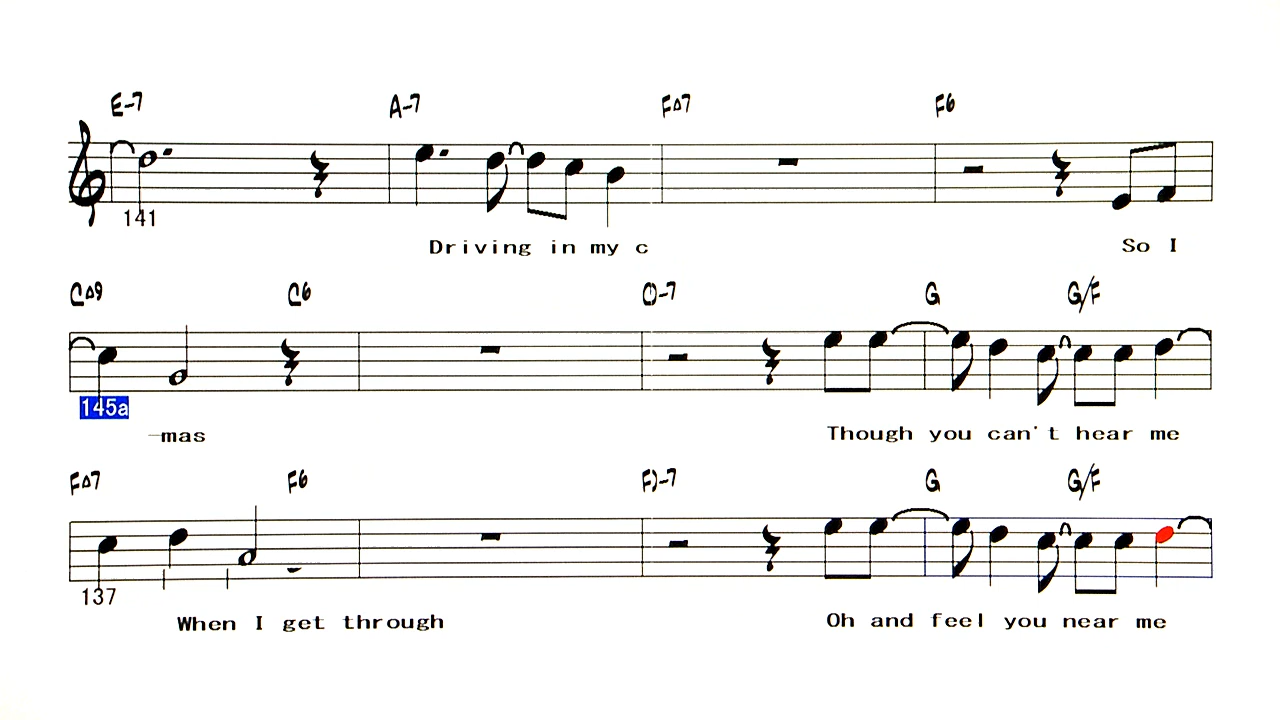 E-7 A-7 F△7 F6
141
Driving in my c So I
C△9 C6 -7 G G/F
145a
-mas Though you can't hear me
F△7 F6 -7 G G/F
137
When I get through Oh and feel you near me